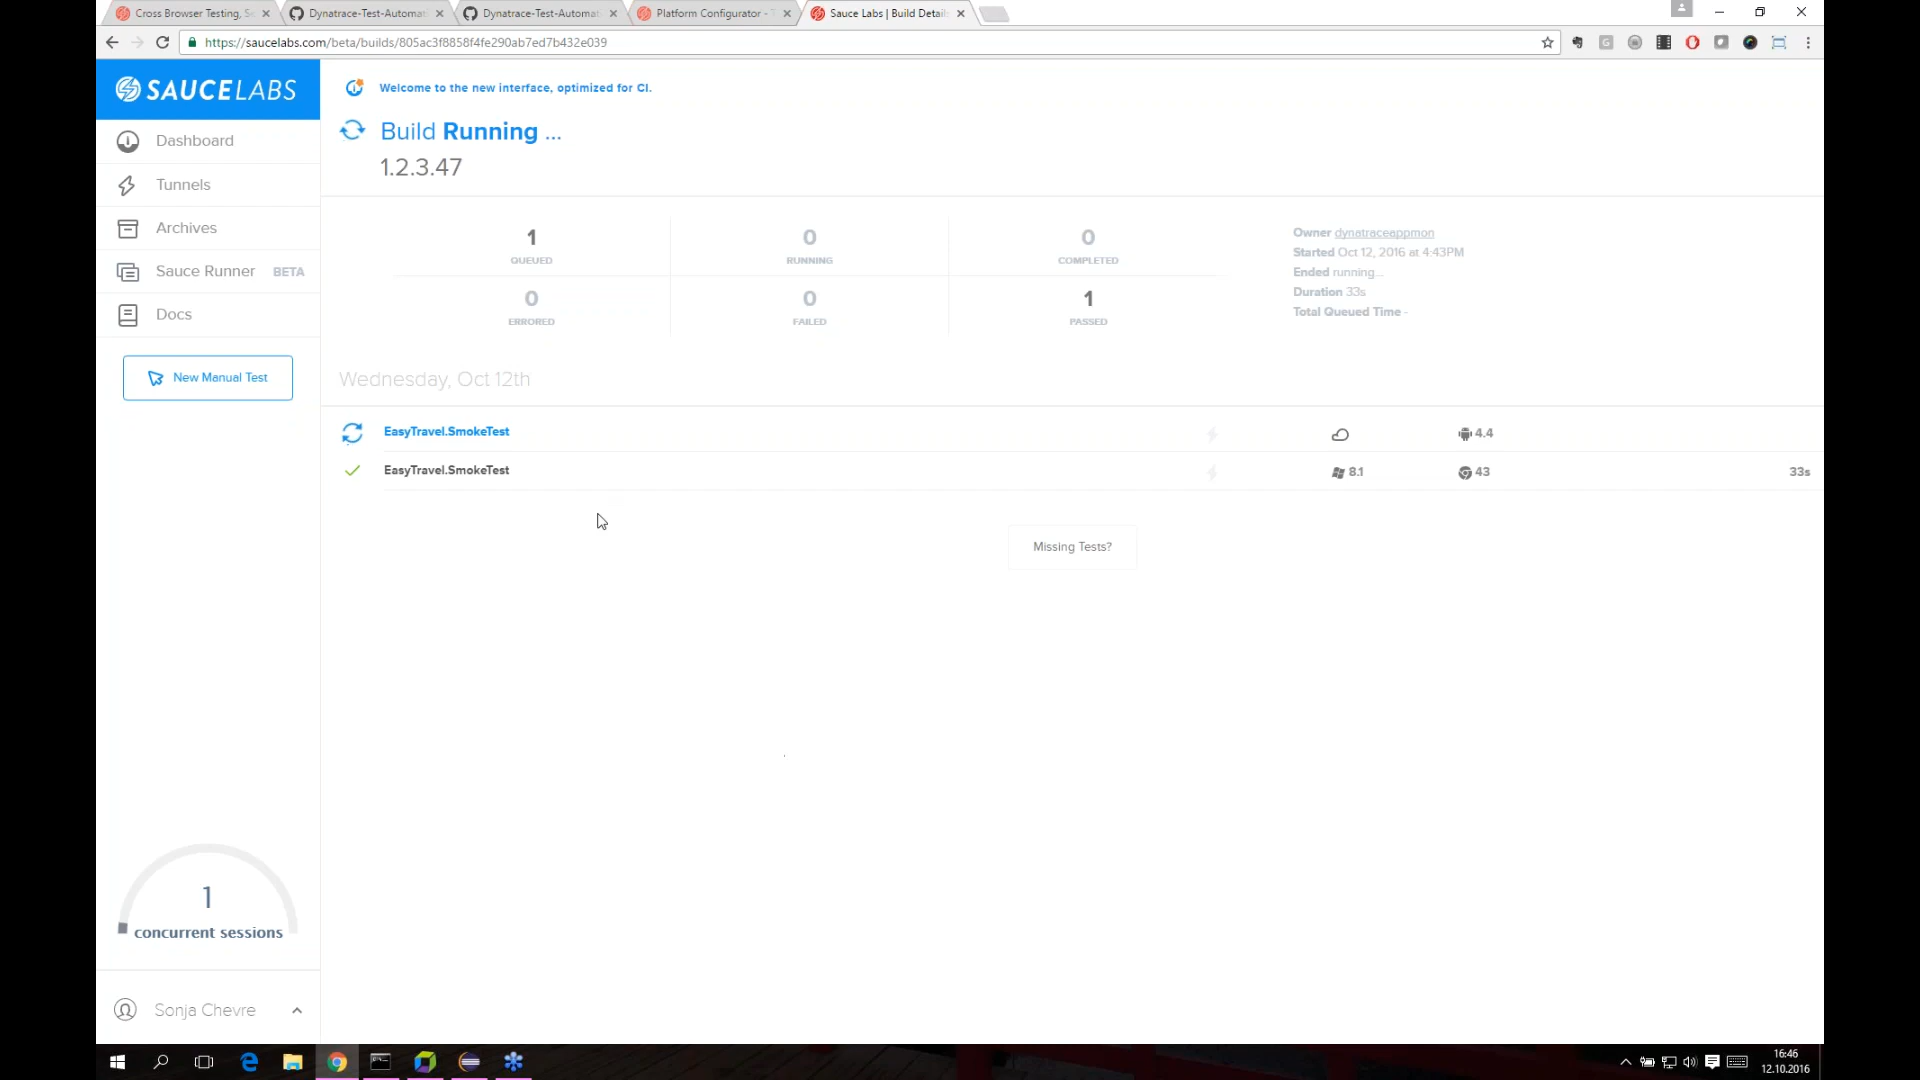 Cross Browser Testing, S
Dynatrace-Test-Automat
Dynatrace-Test-Automat
Platform Configurator - T
Sauce Labs | Build Detail
https://saucelabs.com/beta/builds/805ac3f8858f4fe290ab7ed7b432e039
SAUCELABS
Dashboard
Tunnels
Archives
Sauce Runner BETA
Docs
New Manual Test
1
concurrent sessions
Sonja Chevre
Welcome to the new interface, optimized for CI.
Build Running ...
1.2.3.47
1
QUEUED
0
RUNNING
0
COMPLETED
0
ERRORED
0
FAILED
1
PASSED
Owner dynatraceappmon
Started Oct 12, 2016 at 4:43PM
Ended running...
Duration 33s
Total Queued Time -
Wednesday, Oct 12th
EasyTravel.SmokeTest 4.4
EasyTravel.SmokeTest 8.1 43 33s
Missing Tests?
16:46
12.10.2016